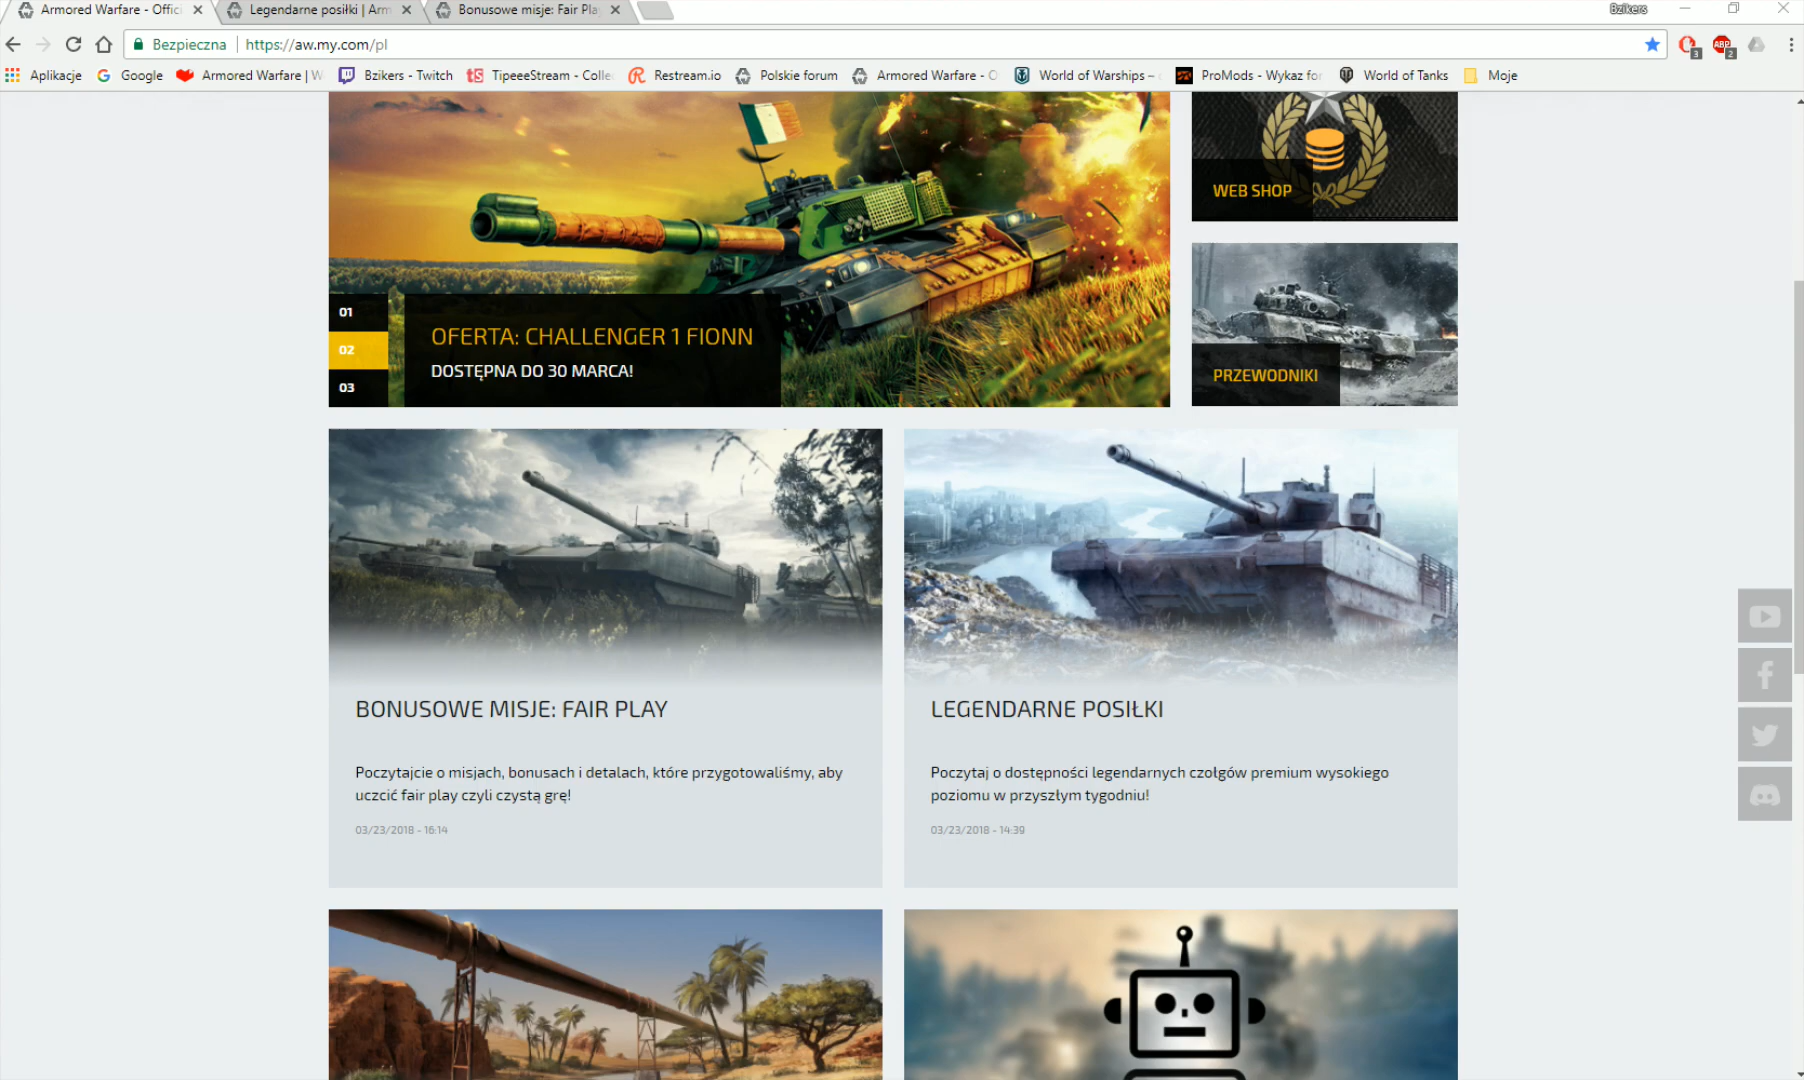 Armored Warfare - Offici
Legendarne posiłki | Arm
Bonusowe misje: Fair Pla
Bzikers
Bezpieczna
https://aw.my.com/pl
3
ABP
2
Aplikacje
Google
Armored Warfare | W
Bzikers - Twitch
TipeeeStream - Colle
Restream.io
Polskie forum
Armored Warfare - O
World of Warships –
ProMods - Wykaz for
World of Tanks
Moje
WEB SHOP
01
02
03
OFERTA: CHALLENGER 1 FIONN
DOSTĘPNA DO 30 MARCA!
PRZEWODNIKI
BONUSOWE MISJE: FAIR PLAY
Poczytajcie o misjach, bonusach i detalach, które przygotowaliśmy, aby
uczcić fair play czyli czystą grę!
03/23/2018 - 16:14
LEGENDARNE POSIŁKI
Poczytaj o dostępności legendarnych czołgów premium wysokiego
poziomu w przyszłym tygodniu!
03/23/2018 - 14:39